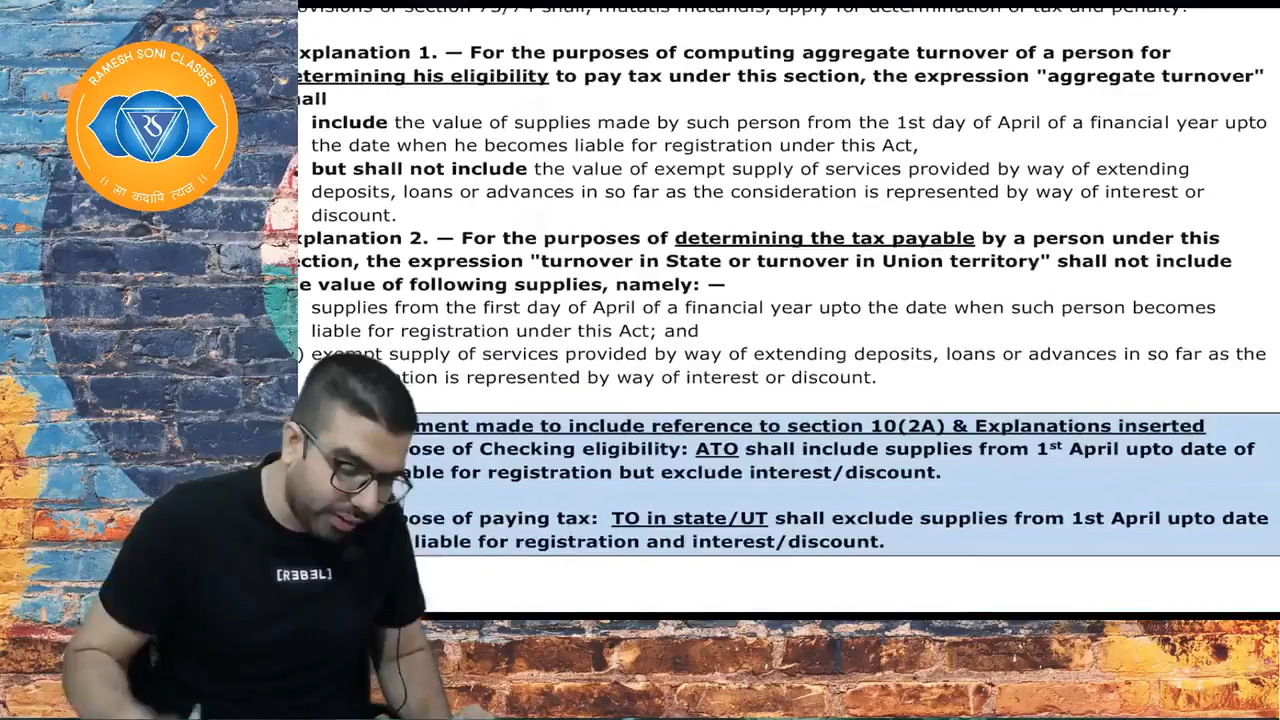 RAMESH SONI CLASSES
|| मा कदापि त्यज ||
shall, mutatis mutandis, apply for determination of tax and penalty.
xplanation 1. — For the purposes of computing aggregate turnover of a person for
etermining his eligibility to pay tax under this section, the expression "aggregate turnover"
hall
include the value of supplies made by such person from the 1st day of April of a financial year upto
the date when he becomes liable for registration under this Act,
but shall not include the value of exempt supply of services provided by way of extending
deposits, loans or advances in so far as the consideration is represented by way of interest or
discount.
xplanation 2. — For the purposes of determining the tax payable by a person under this
ection, the expression "turnover in State or turnover in Union territory" shall not include
e value of following supplies, namely: —
supplies from the first day of April of a financial year upto the date when such person becomes
liable for registration under this Act; and
) exempt supply of services provided by way of extending deposits, loans or advances in so far as the
tion is represented by way of interest or discount.
ment made to include reference to section 10(2A) & Explanations inserted
ose of Checking eligibility: ATO shall include supplies from 1st April upto date of
able for registration but exclude interest/discount.
ose of paying tax: TO in state/UT shall exclude supplies from 1st April upto date
liable for registration and interest/discount.
[RƎBƎL]